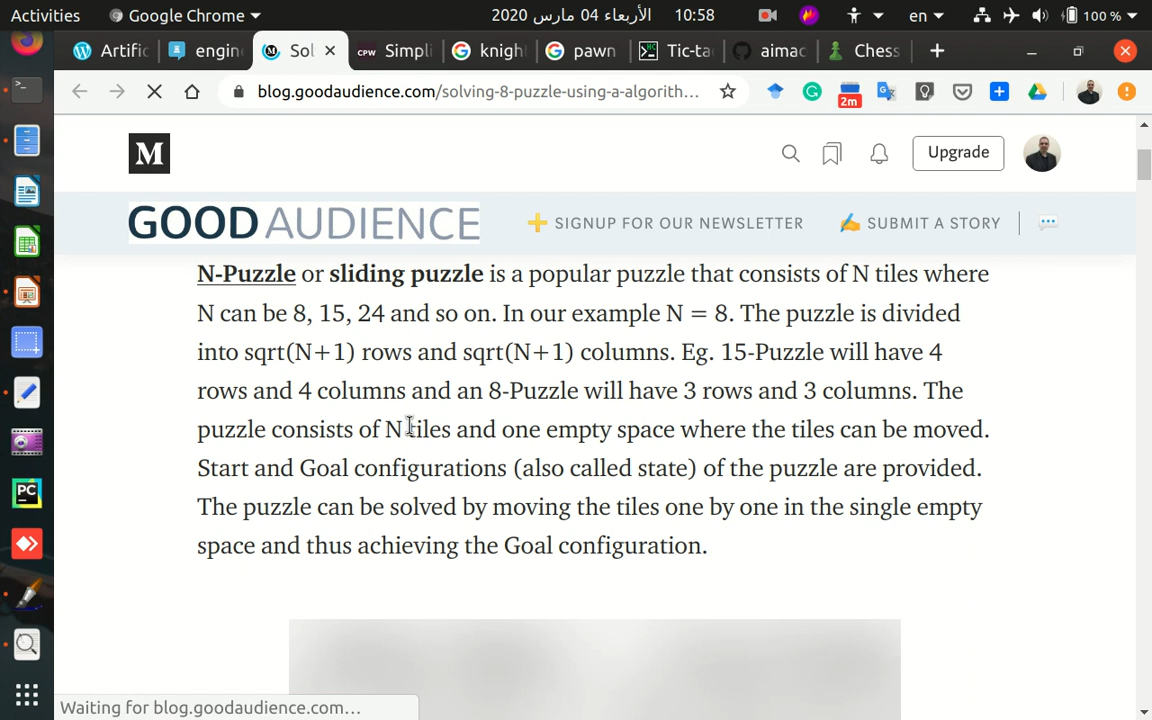 Activities
Google Chrome
الأربعاء 04 مارس 2020
10:58
en
100 %
Artific
engin
Sol
CPW Simpli
knigh
pawn
Tic-ta
aimac
Chess
blog.goodaudience.com/solving-8-puzzle-using-a-algorith...
2m
M
Upgrade
GOODAUDIENCE
SIGNUP FOR OUR NEWSLETTER
SUBMIT A STORY
N-Puzzle or sliding puzzle is a popular puzzle that consists of N tiles where
N can be 8, 15, 24 and so on. In our example N = 8. The puzzle is divided
into sqrt(N+1) rows and sqrt(N+1) columns. Eg. 15-Puzzle will have 4
rows and 4 columns and an 8-Puzzle will have 3 rows and 3 columns. The
puzzle consists of N tiles and one empty space where the tiles can be moved.
Start and Goal configurations (also called state) of the puzzle are provided.
The puzzle can be solved by moving the tiles one by one in the single empty
space and thus achieving the Goal configuration.
PC
Waiting for blog.goodaudience.com...